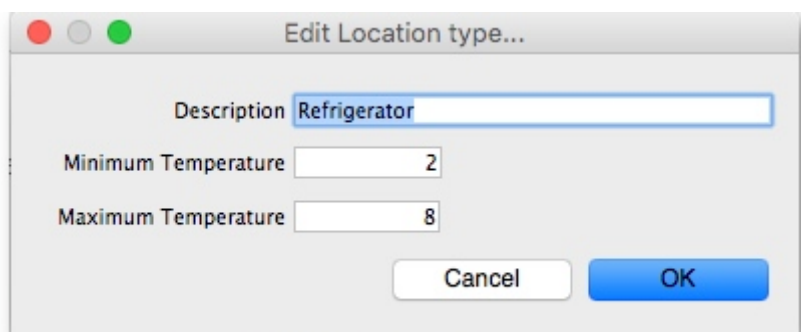 Edit Location type...
Description Refrigerator
Minimum Temperature 2
Maximum Temperature 8
Cancel OK